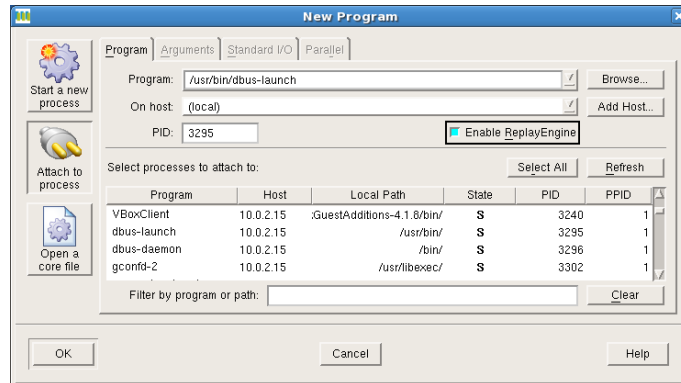 New Program
Start a new
process
Attach to
process
Open a
core file
Program Arguments Standard I/O Parallel
Program: /usr/bin/dbus-launch Browse...
On host: (local) Add Host...
PID: 3295 Enable ReplayEngine
Select processes to attach to: Select All Refresh
Program Host Local Path State PID PPID
VBoxClient 10.0.2.15 :GuestAdditions-4.1.8/bin/ S 3240 1
dbus-launch 10.0.2.15 /usr/bin/ S 3295 1
dbus-daemon 10.0.2.15 /bin/ S 3296 1
gconfd-2 10.0.2.15 /usr/libexec/ S 3302 1
Filter by program or path: Clear
OK Cancel Help